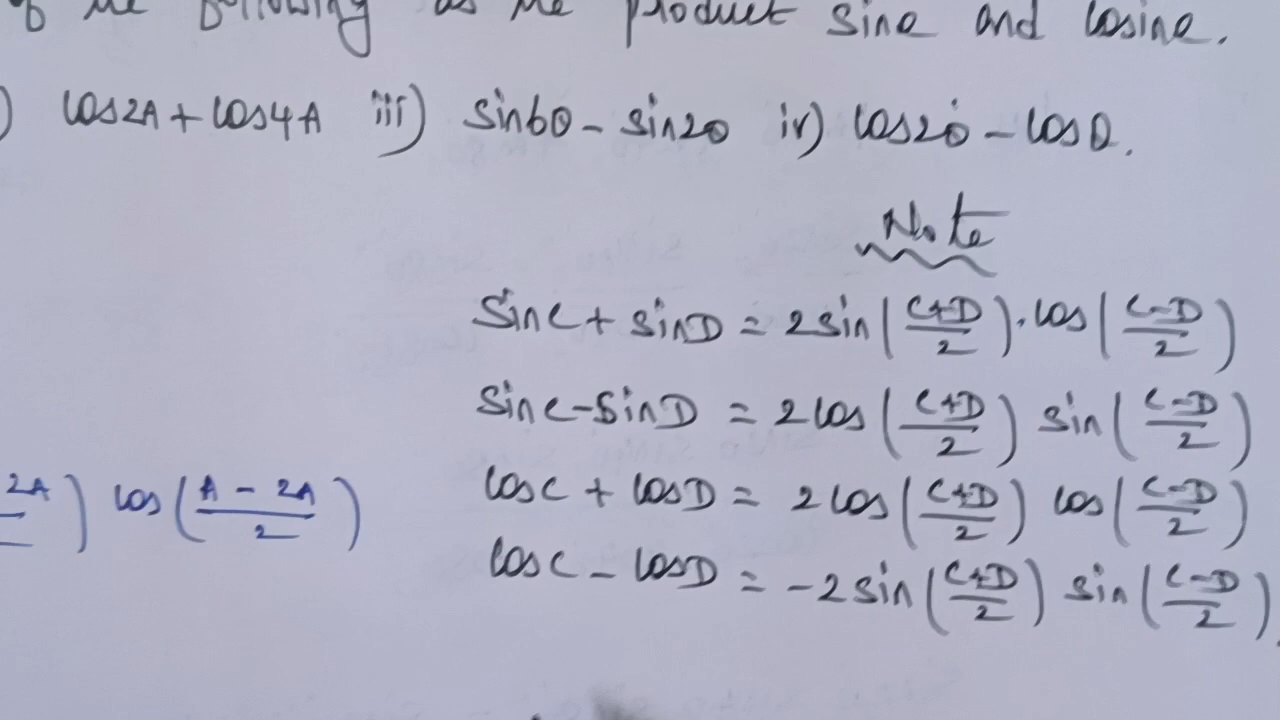 of the following as the product sine and cosine.
) cos2A + cos4A iii) sin6θ - sin2θ iv) cos2θ - cosθ.
Note
sinC + sinD = 2sin(C+D/2).cos(C-D/2)
sinC - sinD = 2cos(C+D/2) sin(C-D/2)
2A) cos(A - 2A/2)
cosC + cosD = 2cos(C+D/2) cos(C-D/2)
cosC - cosD = -2sin(C+D/2) sin(C-D/2)